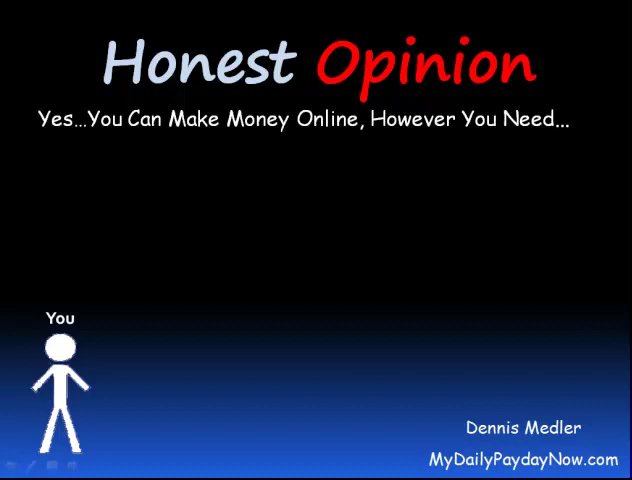 Honest Opinion
Yes...You Can Make Money Online, However You Need...
You
Dennis Medler
MyDailyPaydayNow.com